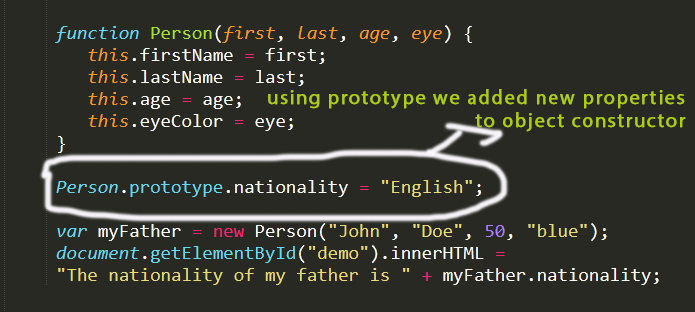 function Person(first, last, age, eye) {
this.firstName = first;
this.lastName = last;
this.age = age; using prototype we added new properties
this.eyeColor = eye; to object constructor
}
Person.prototype.nationality = "English";
var myFather = new Person("John", "Doe", 50, "blue");
document.getElementById("demo").innerHTML =
"The nationality of my father is " + myFather.nationality;